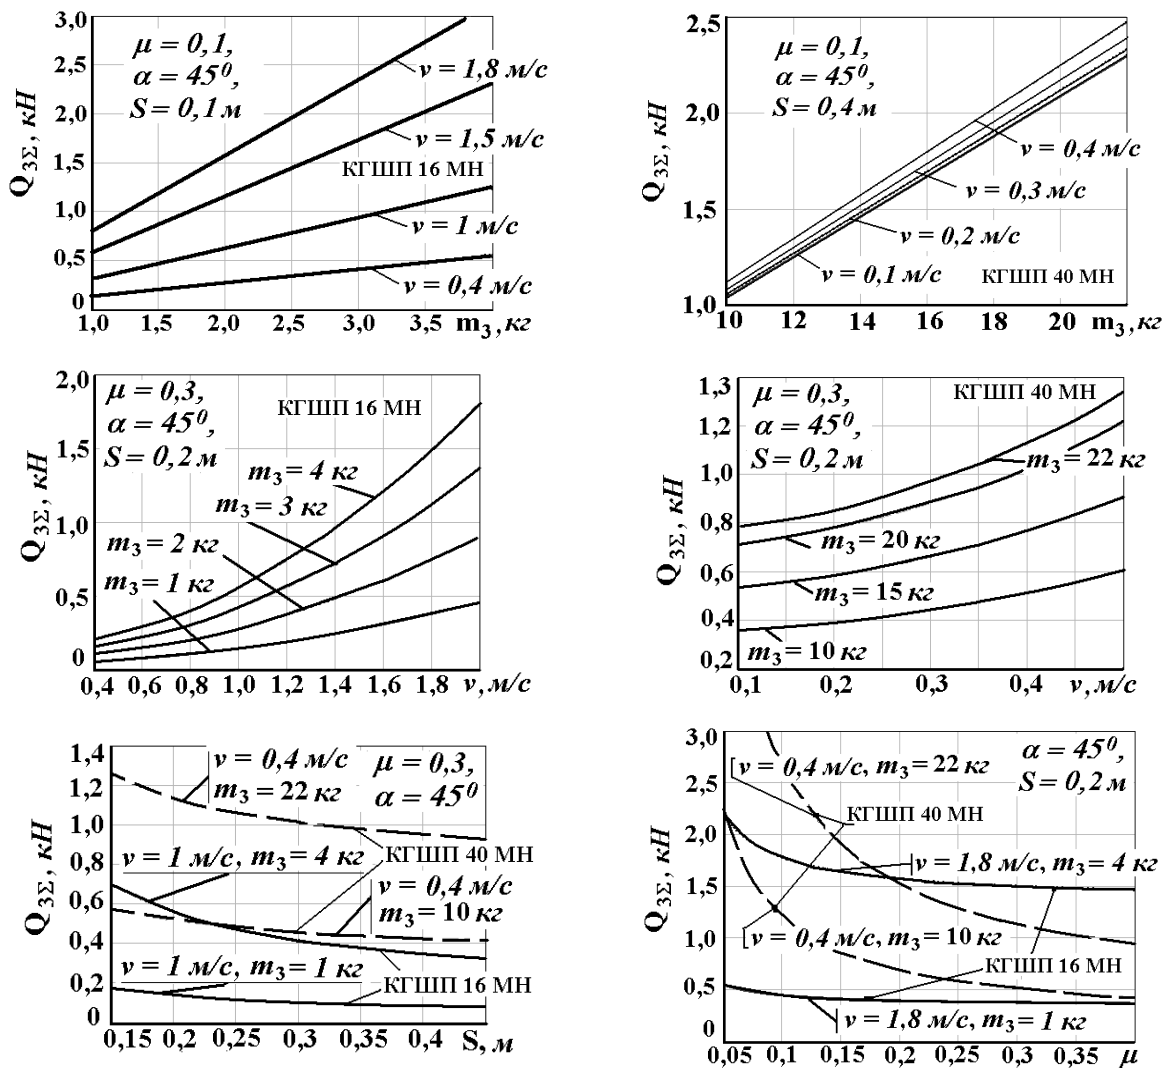 3,0
2,5
2,0
1,5
1,0
0,5
0
Q3Σ, кН
μ = 0,1,
α = 45⁰,
S = 0,1 м
v = 1,8 м/с
v = 1,5 м/с
КГШП 16 МН
v = 1 м/с
v = 0,4 м/с
1,0 1,5 2,0 2,5 3,0 3,5 m3, кг
2,5
2,0
1,5
1,0
Q3Σ, кН
μ = 0,1,
α = 45⁰,
S = 0,4 м
v = 0,4 м/с
v = 0,3 м/с
v = 0,2 м/с
v = 0,1 м/с
КГШП 40 МН
10 12 14 16 18 20 m3, кг
2,0
1,5
1,0
0,5
0
Q3Σ, кН
μ = 0,3,
α = 45⁰,
S = 0,2 м
КГШП 16 МН
m3 = 4 кг
m3 = 3 кг
m3 = 2 кг
m3 = 1 кг
0,4 0,6 0,8 1,0 1,2 1,4 1,6 1,8 v, м/с
1,3
1,2
1,0
0,8
0,6
0,4
0,2
Q3Σ, кН
μ = 0,3,
α = 45⁰,
S = 0,2 м
КГШП 40 МН
m3 = 22 кг
m3 = 20 кг
m3 = 15 кг
m3 = 10 кг
0,1 0,2 0,3 0,4 v, м/с
1,4
1,2
1,0
0,8
0,6
0,4
0,2
0
Q3Σ, кН
v = 0,4 м/с
m3 = 22 кг
μ = 0,3,
α = 45⁰
v = 1 м/с, m3 = 4 кг
КГШП 40 МН
v = 0,4 м/с
m3 = 10 кг
v = 1 м/с, m3 = 1 кг
КГШП 16 МН
0,15 0,2 0,25 0,3 0,35 0,4 S, м
3,0
2,5
2,0
1,5
1,0
0,5
0
Q3Σ, кН
α = 45⁰,
S = 0,2 м
v = 0,4 м/с, m3 = 22 кг
КГШП 40 МН
v = 1,8 м/с, m3 = 4 кг
v = 0,4 м/с, m3 = 10 кг
КГШП 16 МН
v = 1,8 м/с, m3 = 1 кг
0,05 0,1 0,15 0,2 0,25 0,3 0,35 μ